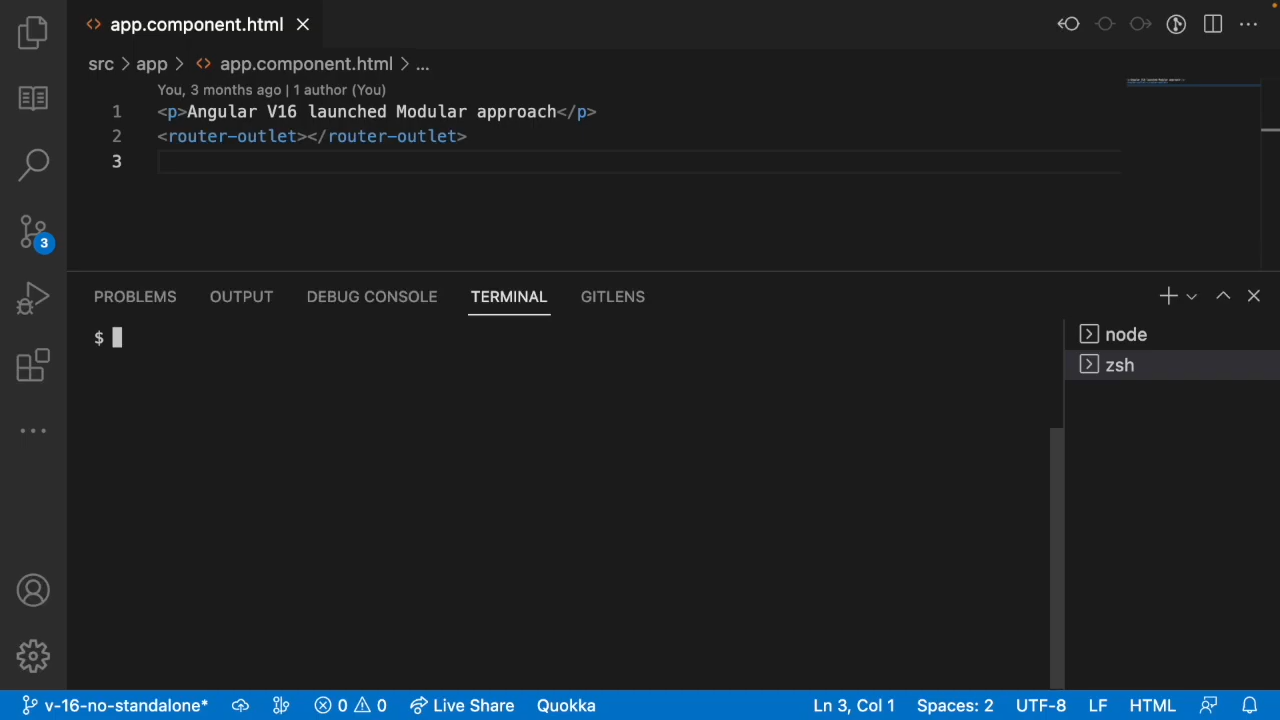 app.component.html
src > app > app.component.html > ...
You, 3 months ago | 1 author (You)
1 <p>Angular V16 launched Modular approach</p>
2 <router-outlet></router-outlet>
3
3
PROBLEMS OUTPUT DEBUG CONSOLE TERMINAL GITLENS
$
node
zsh
v-16-no-standalone* 0 0 Live Share Quokka Ln 3, Col 1 Spaces: 2 UTF-8 LF HTML